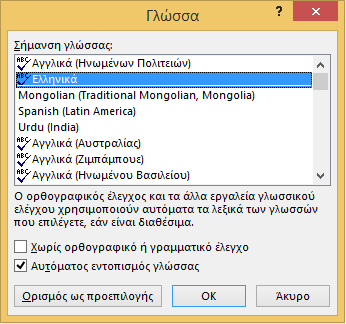 Γλώσσα
?
Σήμανση γλώσσας:
Αγγλικά (Ηνωμένων Πολιτειών)
Ελληνικά
Mongolian (Traditional Mongolian, Mongolia)
Spanish (Latin America)
Urdu (India)
Αγγλικά (Αυστραλίας)
Αγγλικά (Ζιμπάμπουε)
Αγγλικά (Ηνωμένου Βασιλείου)
Ο ορθογραφικός έλεγχος και τα άλλα εργαλεία γλωσσικού
ελέγχου χρησιμοποιούν αυτόματα τα λεξικά των γλωσσών
που επιλέγετε, εάν είναι διαθέσιμα.
Χωρίς ορθογραφικό ή γραμματικό έλεγχο
Αυτόματος εντοπισμός γλώσσας
Ορισμός ως προεπιλογής
OK
Άκυρο